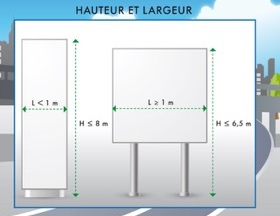 HAUTEUR ET LARGEUR
L < 1 m
L ≥ 1 m
H ≤ 8 m
H ≤ 6,5 m